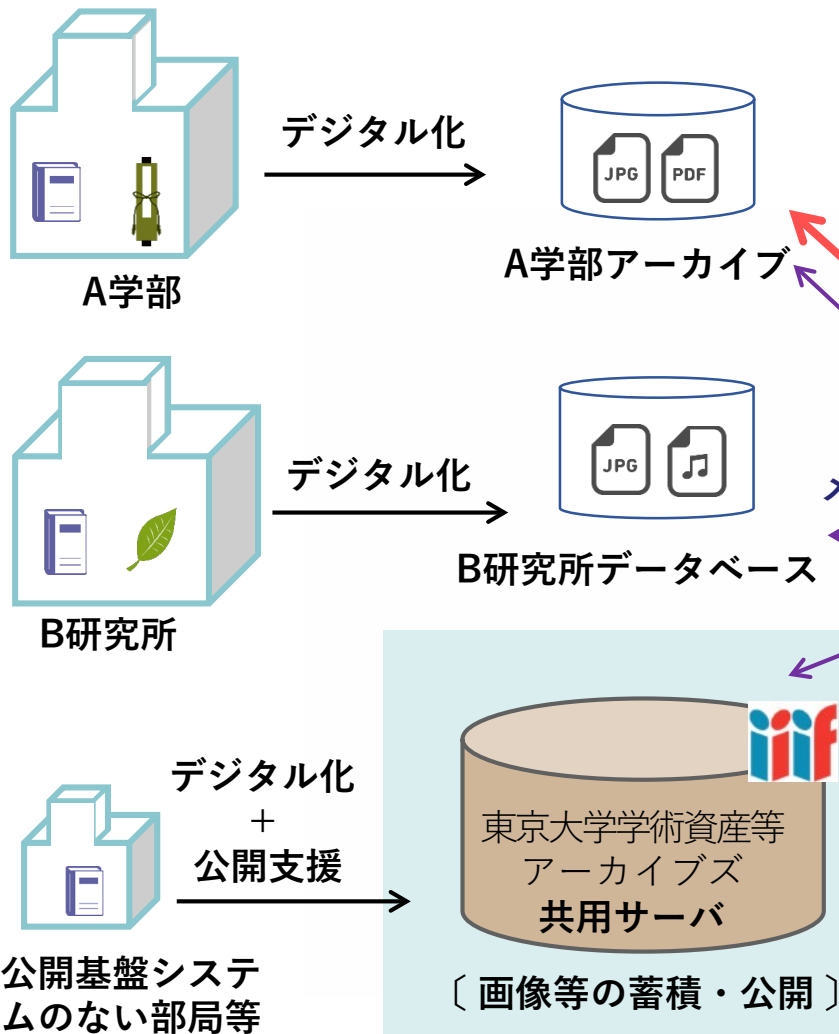 デジタル化
JPG PDF
A学部
A学部アーカイブ
デジタル化
JPG
B研究所
B研究所データベース
デジタル化
+
公開支援
公開基盤システ
ムのない部局等
iiif
東京大学学術資産等
アーカイブズ
共用サーバ
〔 画像等の蓄積・公開 〕